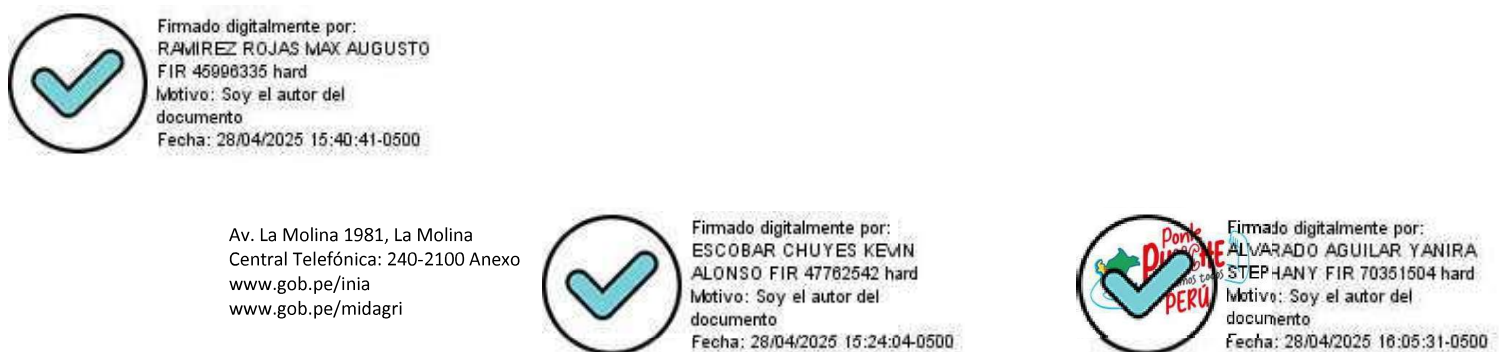 Firmado digitalmente por:
RAMIREZ ROJAS MAX AUGUSTO
FIR 45996335 hard
Motivo: Soy el autor del
documento
Fecha: 28/04/2025 15:40:41-0500
Av. La Molina 1981, La Molina
Central Telefónica: 240-2100 Anexo
www.gob.pe/inia
www.gob.pe/midagri
Firmado digitalmente por:
ESCOBAR CHUYES KEVIN
ALONSO FIR 47762542 hard
Motivo: Soy el autor del
documento
Fecha: 28/04/2025 15:24:04-0500
Ponte
PERÚ
Firmado digitalmente por:
ALVARADO AGUILAR YANIRA
STEPHANY FIR 70351504 hard
Motivo: Soy el autor del
documento
Fecha: 28/04/2025 16:05:31-0500